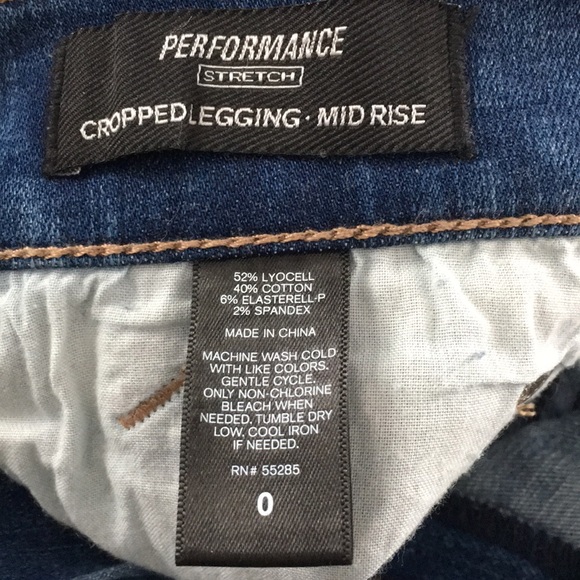 PERFORMANCE
STRETCH
CROPPED LEGGING · MID RISE
52% LYOCELL
40% COTTON
6% ELASTERELL-P
2% SPANDEX
MADE IN CHINA
MACHINE WASH COLD
WITH LIKE COLORS.
GENTLE CYCLE.
ONLY NON-CHLORINE
BLEACH WHEN
NEEDED. TUMBLE DRY
LOW, COOL IRON
IF NEEDED.
RN# 55285
0